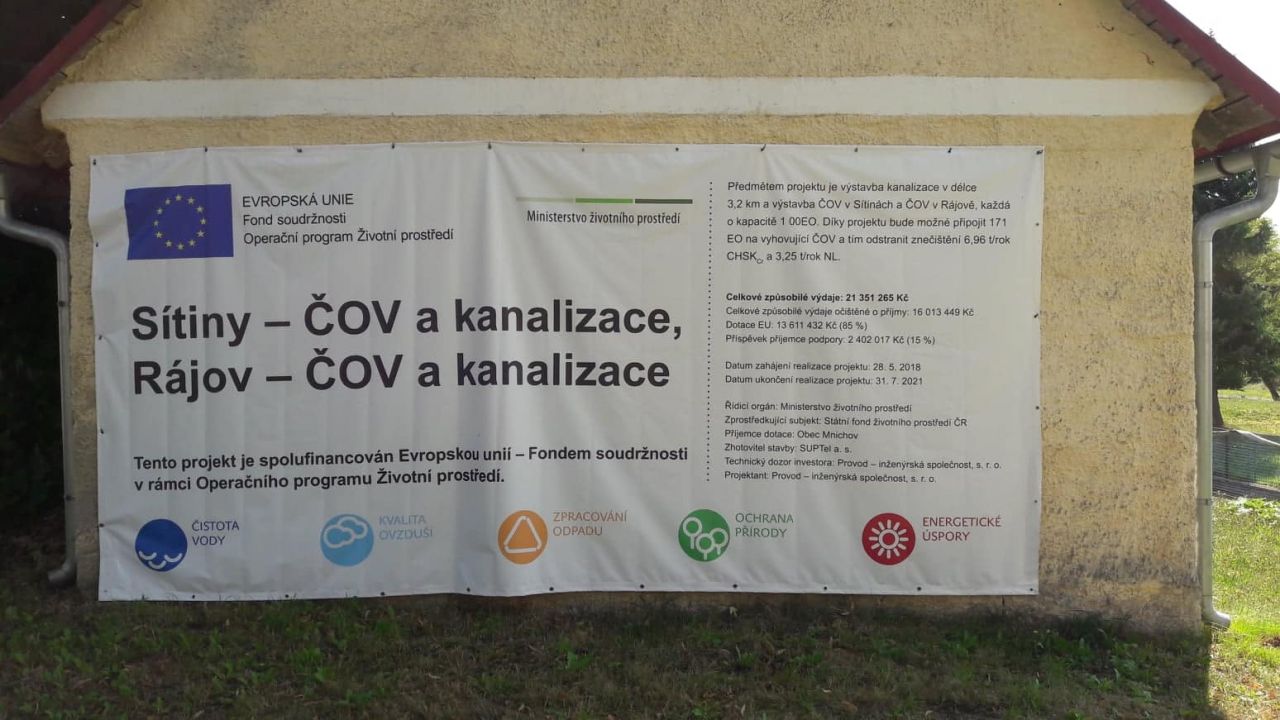 EVROPSKÁ UNIE
Fond soudržnosti
Operační program Životní prostředí
Ministerstvo životního prostředí
Sítiny – ČOV a kanalizace,
Rájov – ČOV a kanalizace
Tento projekt je spolufinancován Evropskou unií – Fondem soudržnosti
v rámci Operačního programu Životní prostředí.
Předmětem projektu je výstavba kanalizace v délce
3,2 km a výstavba ČOV v Sítinách a ČOV v Rájově, každá
o kapacitě 1 00EO. Díky projektu bude možné připojit 171
EO na vyhovující ČOV a tím odstranit znečištění 6,96 t/rok
CHSKCr a 3,25 t/rok NL.
Celkové způsobilé výdaje: 21 351 265 Kč
Celkové způsobilé výdaje očištěné o příjmy: 16 013 449 Kč
Dotace EU: 13 611 432 Kč (85 %)
Příspěvek příjemce podpory: 2 402 017 Kč (15 %)
Datum zahájení realizace projektu: 28. 5. 2018
Datum ukončení realizace projektu: 31. 7. 2021
Řídicí orgán: Ministerstvo životního prostředí
Zprostředkující subjekt: Státní fond životního prostředí ČR
Příjemce dotace: Obec Mnichov
Zhotovitel stavby: SUPTel a. s.
Technický dozor investora: Provod – inženýrská společnost, s. r. o.
Projektant: Provod – inženýrská společnost, s. r. o.
ČISTOTA
VODY
KVALITA
OVZDUŠÍ
ZPRACOVÁNÍ
ODPADU
OCHRANA
PŘÍRODY
ENERGETICKÉ
ÚSPORY